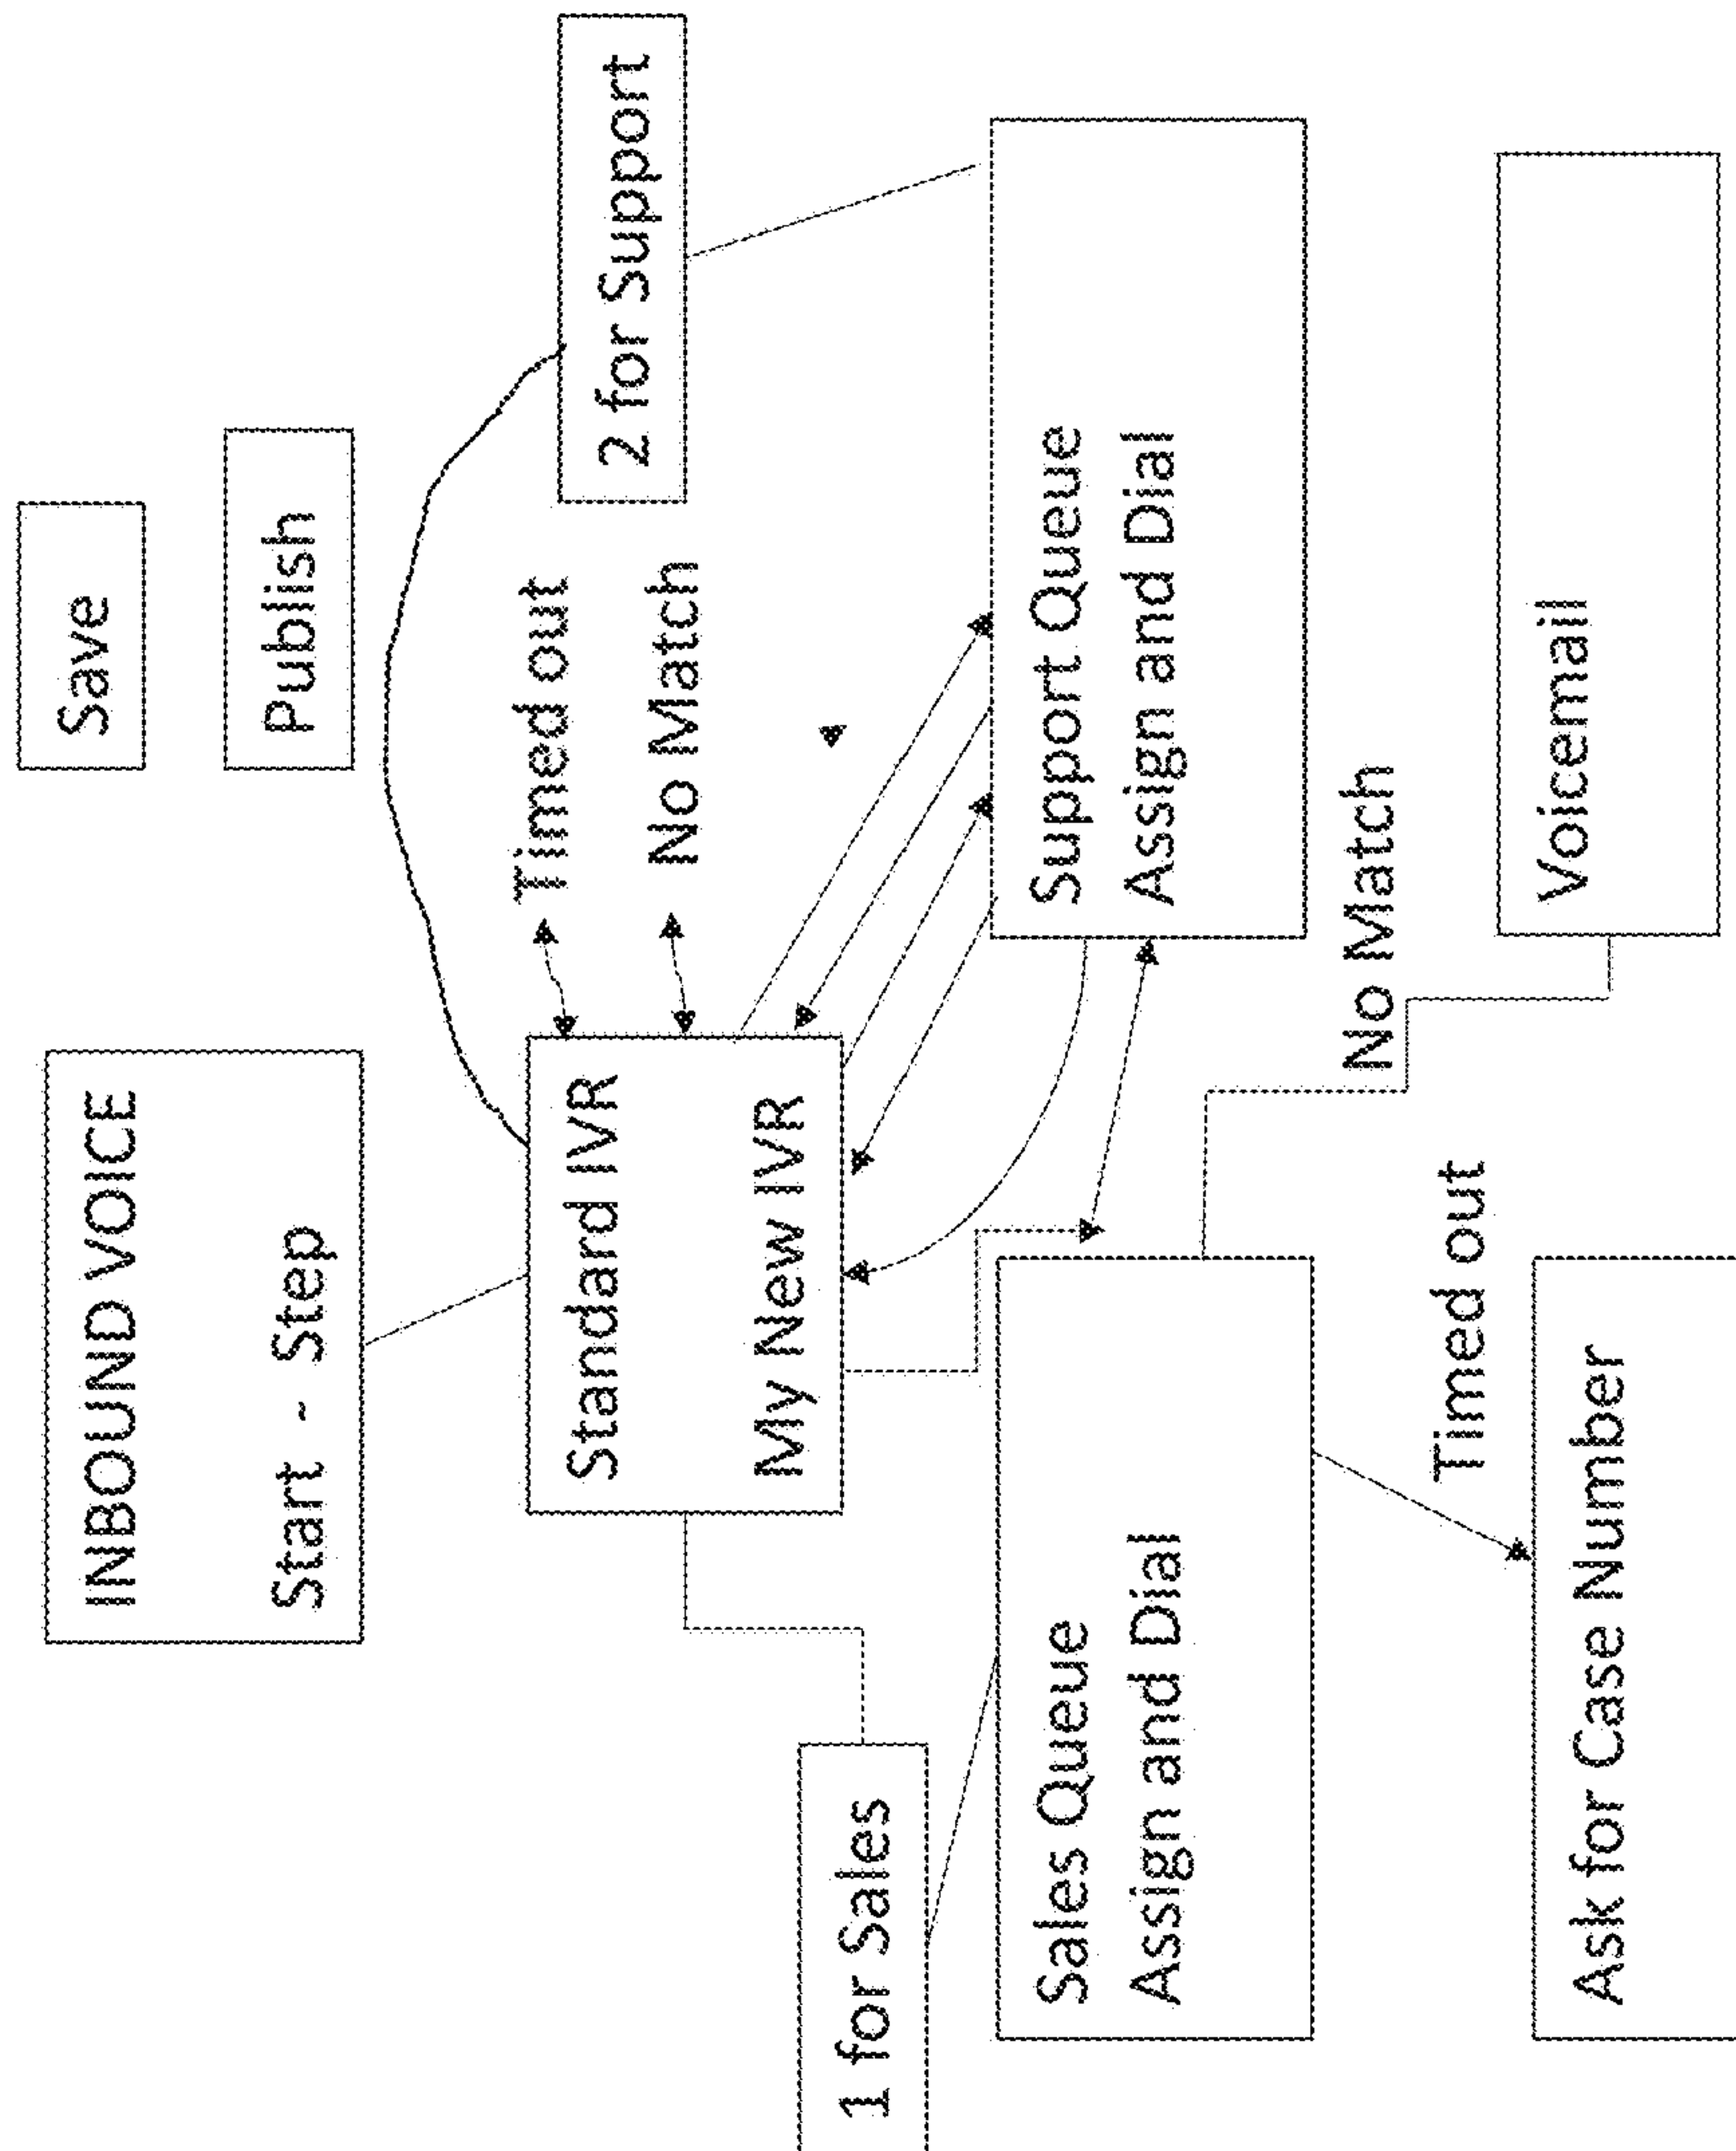 Save
Publish
INBOUND VOICE
Start - Step
Standard IVR
My New IVR
Timed out
No Match
2 for Support
1 for Sales
Sales Queue
Assign and Dial
Support Queue
Assign and Dial
No Match
Timed out
Ask for Case Number
Voicemail